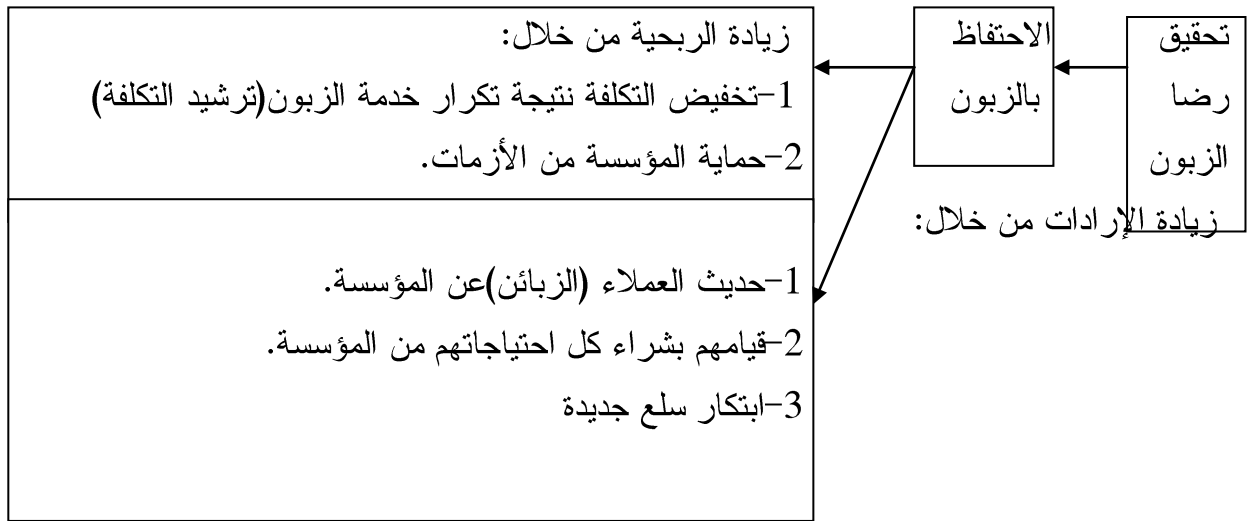 تحقيق
رضا
الزبون
الاحتفاظ
بالزبون
زيادة الربحية من خلال:
1-تخفيض التكلفة نتيجة تكرار خدمة الزبون(ترشيد التكلفة)
2-حماية المؤسسة من الأزمات.
زيادة الإرادات من خلال:
1-حديث العملاء (الزبائن)عن المؤسسة.
2-قيامهم بشراء كل احتياجاتهم من المؤسسة.
3-ابتكار سلع جديدة